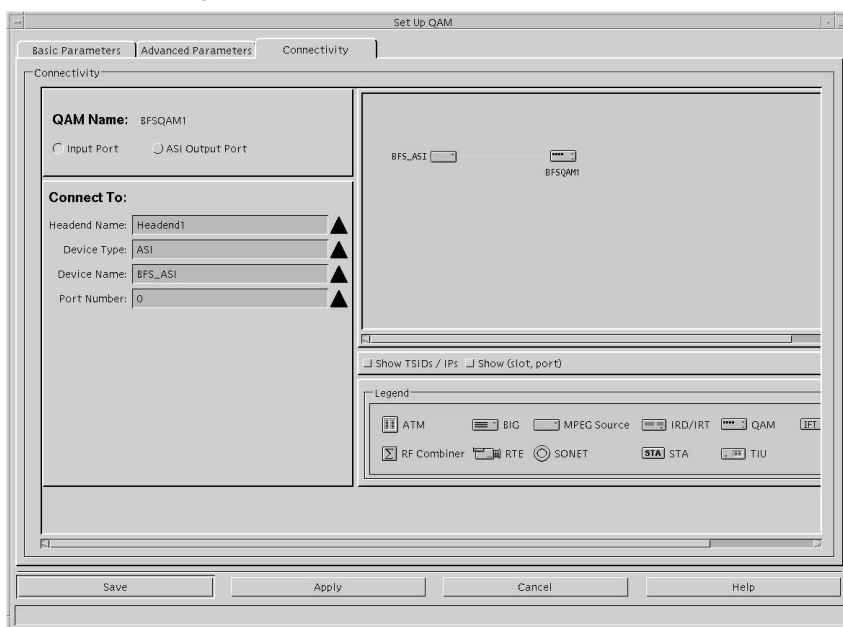 Set Up QAM
Basic Parameters Advanced Parameters Connectivity
Connectivity
QAM Name: BFSQAM1
Input Port ASI Output Port
Connect To:
Headend Name: Headend1
Device Type: ASI
Device Name: BFS_ASI
Port Number: 0
BFS_ASI
BFSQAM1
Show TSIDs / IPs Show (slot, port)
Legend
ATM BIG MPEG Source IRD/IRT QAM IFT
Σ RF Combiner RTE SONET STA STA TIU
Save Apply Cancel Help